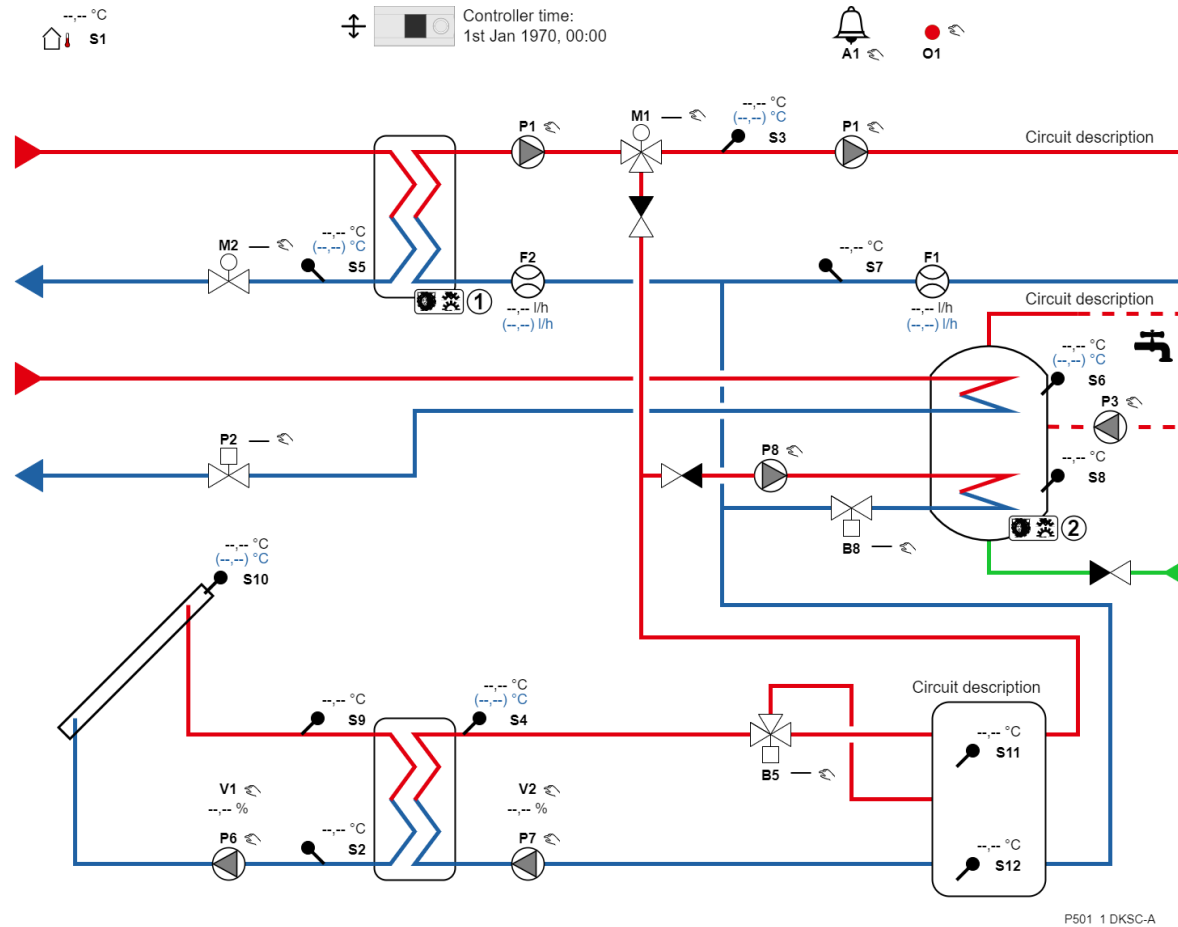 --,-- °C
S1
Controller time:
1st Jan 1970, 00:00
A1
O1
P1
M1 —
--,-- °C
(--,--) °C
S3
P1
Circuit description
M2 —
--,-- °C
(--,--) °C
S5
F2
--,-- l/h
(--,--) l/h
--,-- °C
S7
F1
--,-- l/h
(--,--) l/h
1
Circuit description
--,-- °C
(--,--) °C
S6
P3
P2 —
P8
--,-- °C
S8
B8 —
2
--,-- °C
(--,--) °C
S10
--,-- °C
S9
--,-- °C
(--,--) °C
S4
Circuit description
B5 —
--,-- °C
S11
V1
--,-- %
P6
--,-- °C
S2
V2
--,-- %
P7
--,-- °C
S12
P501 1 DKSC-A